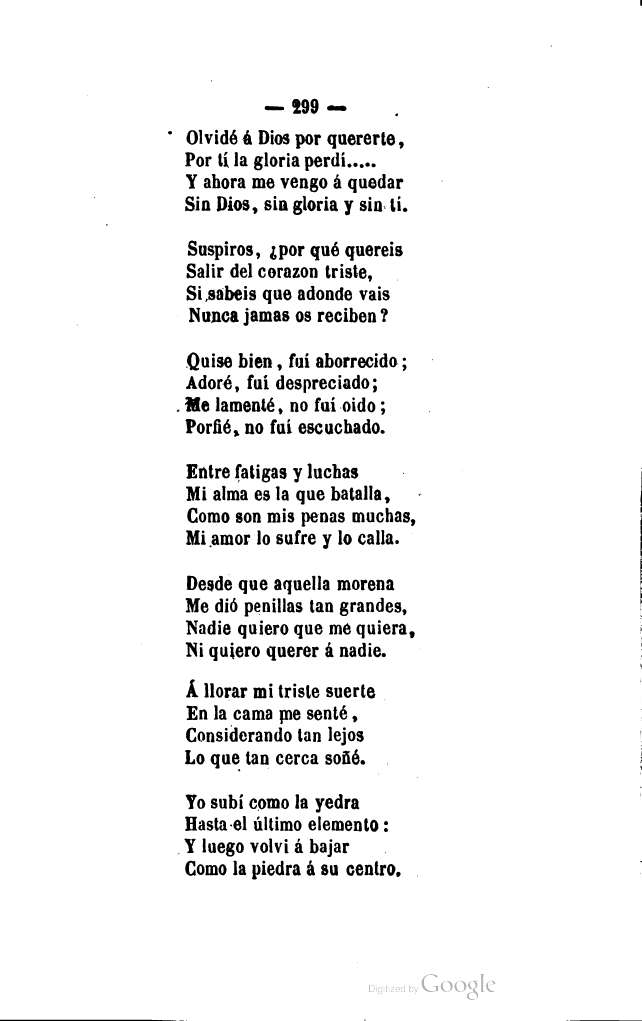 — 299 —
Olvidé á Dios por quererte,
Por tí la gloria perdí.....
Y ahora me vengo á quedar
Sin Dios, sin gloria y sin tí.
Suspiros, ¿por qué quereis
Salir del corazon triste,
Si sabeis que adonde vais
Nunca jamas os reciben?
Quise bien, fuí aborrecido;
Adoré, fuí despreciado;
Me lamenté, no fuí oido;
Porfié, no fuí escuchado.
Entre fatigas y luchas
Mi alma es la que batalla,
Como son mis penas muchas,
Mi amor lo sufre y lo calla.
Desde que aquella morena
Me dió penillas tan grandes,
Nadie quiero que me quiera,
Ni quiero querer á nadie.
Á llorar mi triste suerte
En la cama me senté,
Considerando tan lejos
Lo que tan cerca soñé.
Yo subí como la yedra
Hasta el último elemento:
Y luego volví á bajar
Como la piedra á su centro.
Digitized by Google